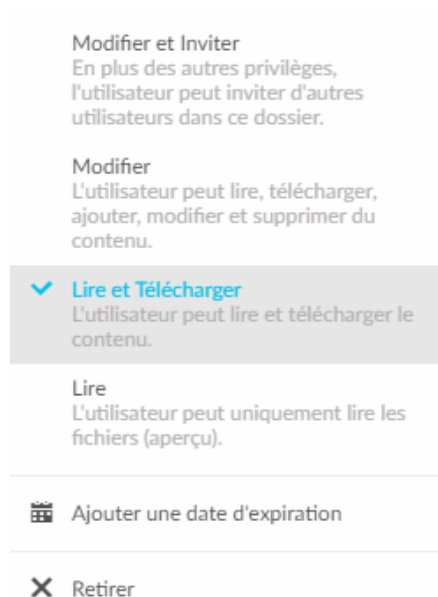 Modifier et Inviter
En plus des autres privilèges,
l'utilisateur peut inviter d'autres
utilisateurs dans ce dossier.
Modifier
L'utilisateur peut lire, télécharger,
ajouter, modifier et supprimer du
contenu.
Lire et Télécharger
L'utilisateur peut lire et télécharger le
contenu.
Lire
L'utilisateur peut uniquement lire les
fichiers (aperçu).
Ajouter une date d'expiration
Retirer